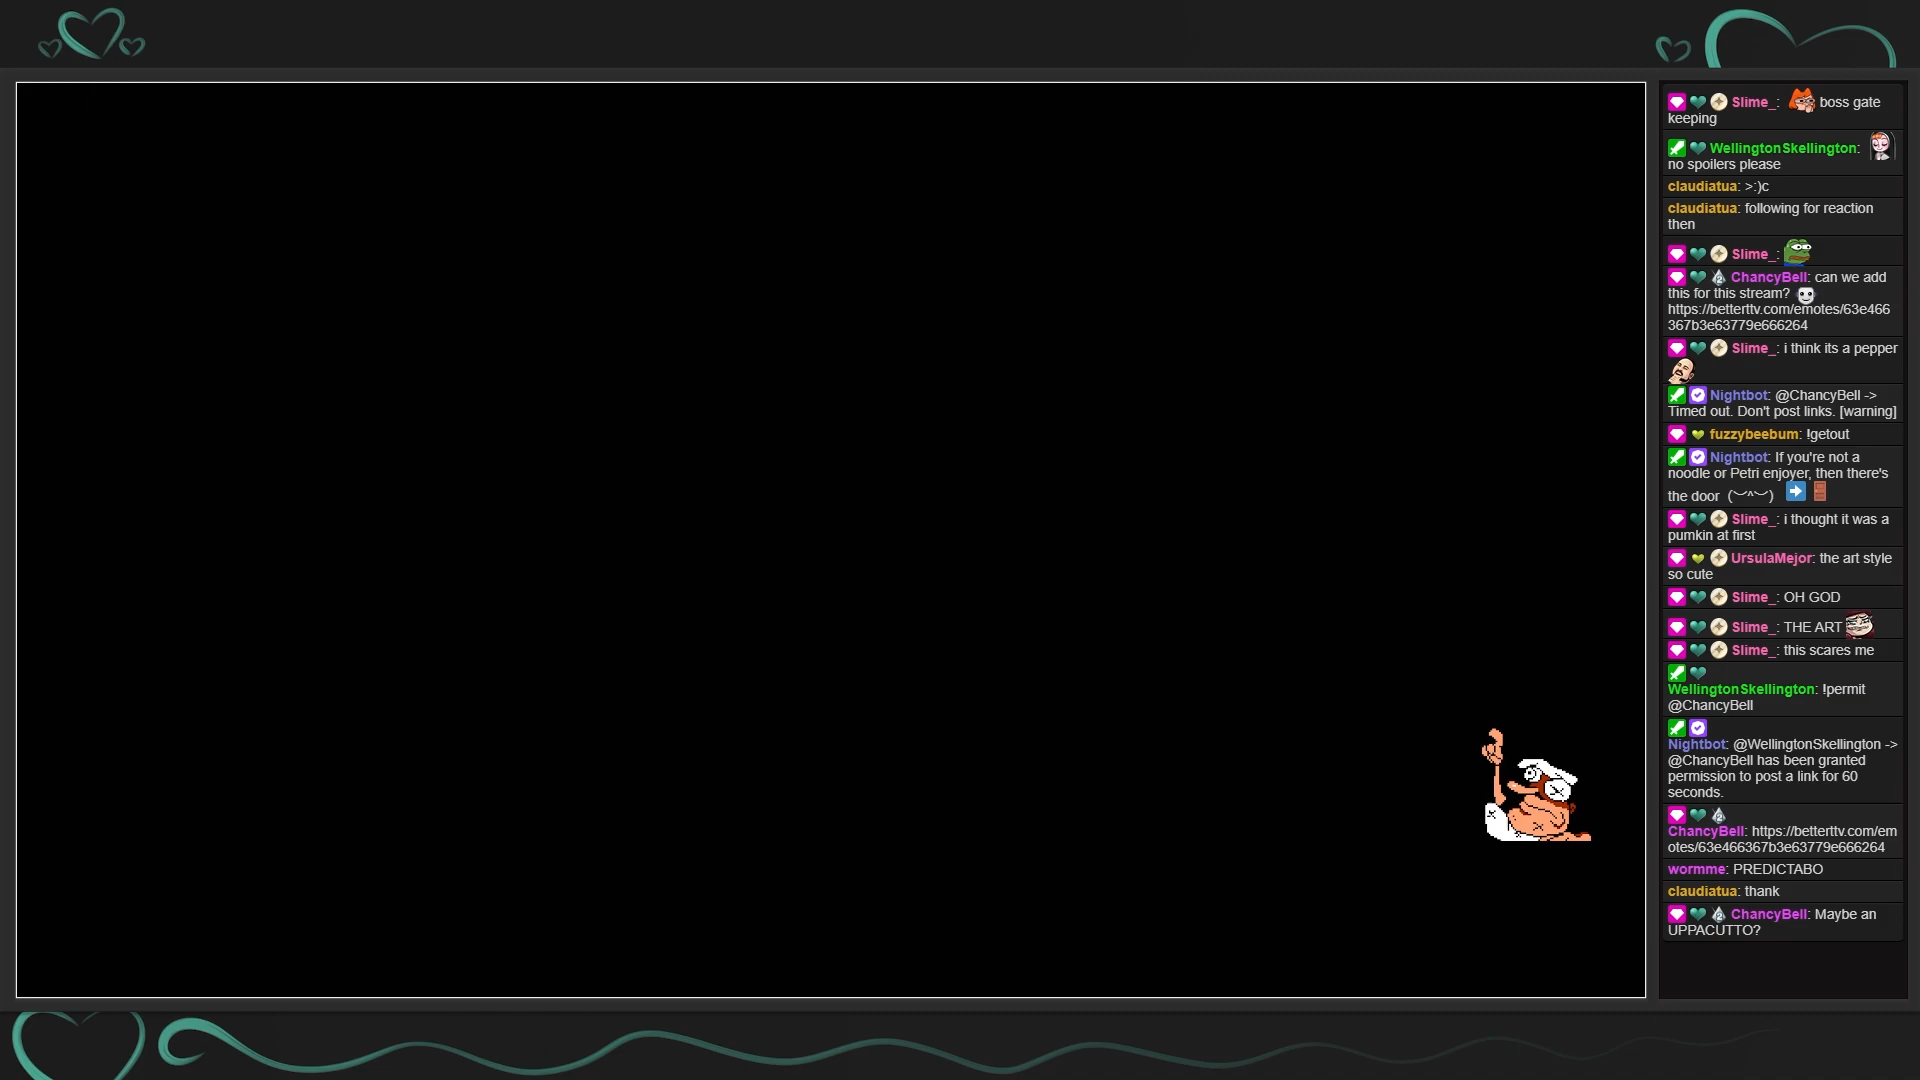 Slime_: boss gate
keeping
WellingtonSkellington:
no spoilers please
claudiatua: >:)c
claudiatua: following for reaction
then
Slime_:
ChancyBell: can we add
this for this stream?
https://betterttv.com/emotes/63e466
367b3e63779e666264
Slime_: i think its a pepper
Nightbot: @ChancyBell ->
Timed out. Don't post links. [warning]
fuzzybeebum: !getout
Nightbot: If you're not a
noodle or Petri enjoyer, then there's
the door (︶^︶)
Slime_: i thought it was a
pumkin at first
UrsulaMejor: the art style
so cute
Slime_: OH GOD
Slime_: THE ART
Slime_: this scares me
WellingtonSkellington: !permit
@ChancyBell
Nightbot: @WellingtonSkellington ->
@ChancyBell has been granted
permission to post a link for 60
seconds.
ChancyBell: https://betterttv.com/em
otes/63e466367b3e63779e666264
wormme: PREDICTABO
claudiatua: thank
ChancyBell: Maybe an
UPPACUTTO?